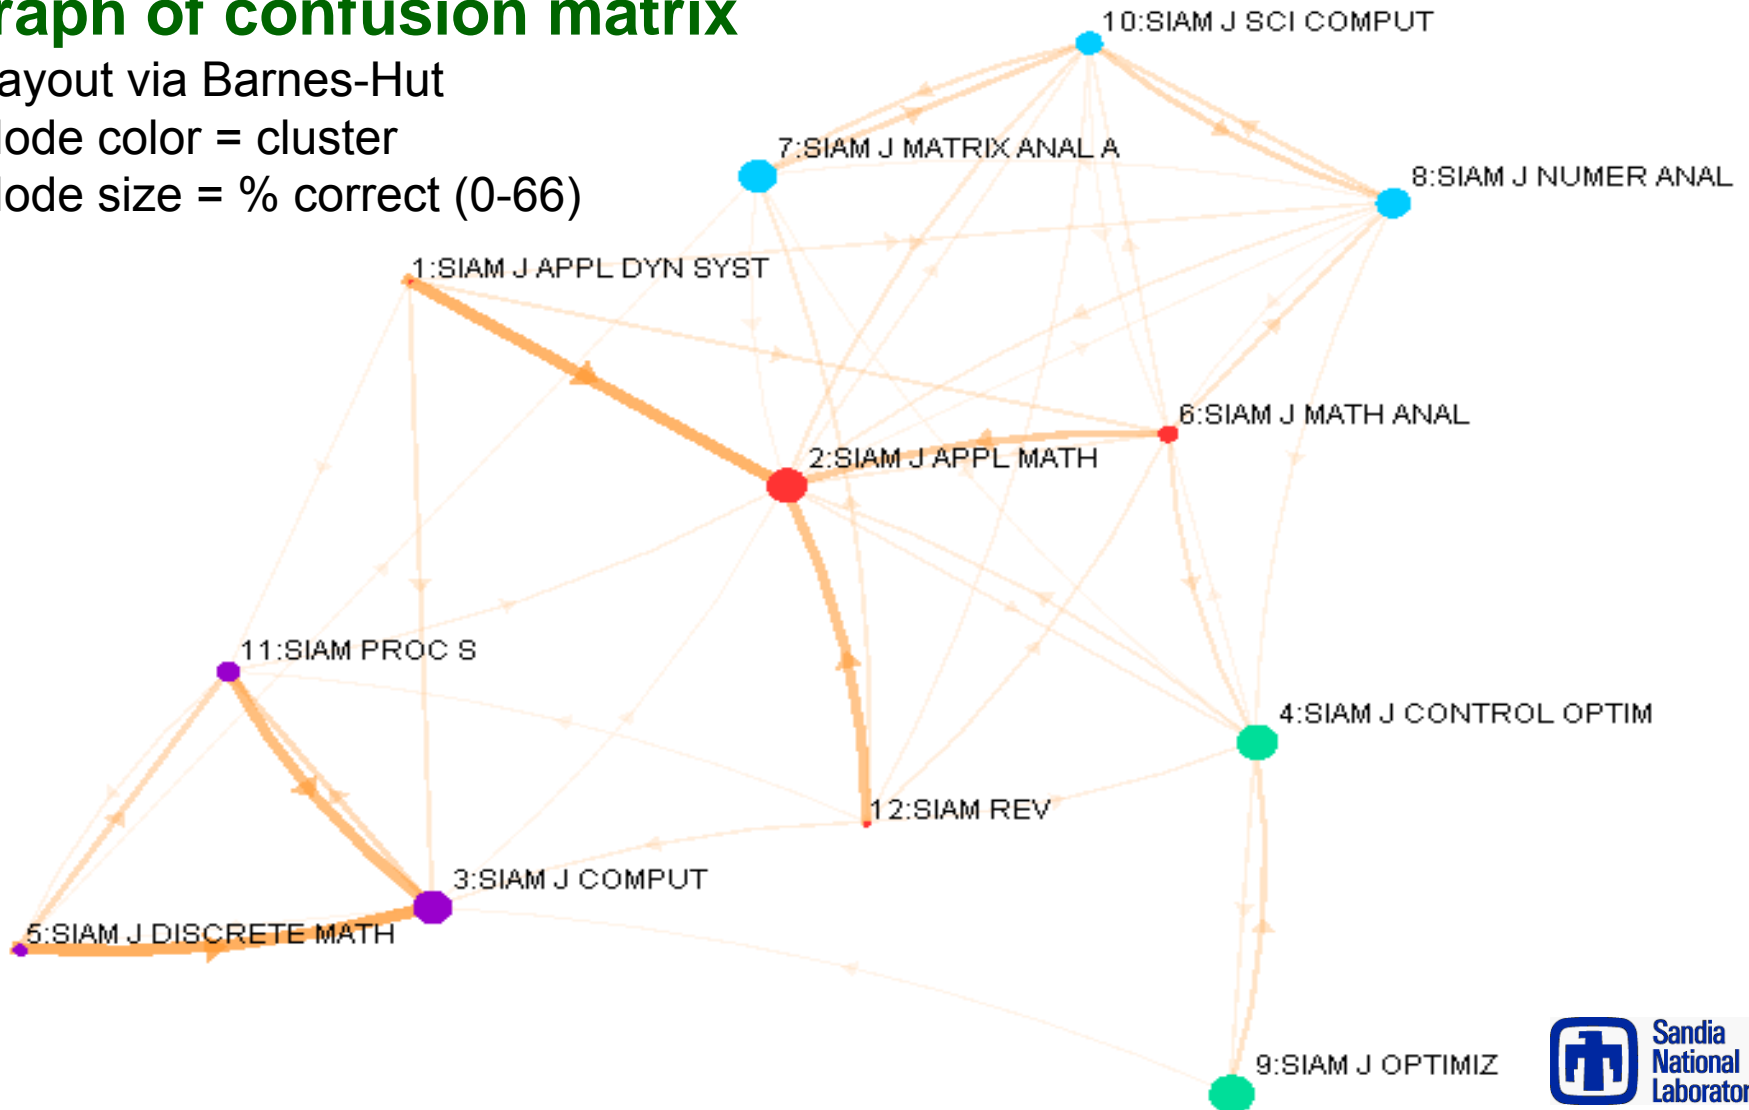 raph of confusion matrix
ayout via Barnes-Hut
lode color = cluster
lode size = % correct (0-66)
10:SIAM J SCI COMPUT
7:SIAM J MATRIX ANAL A
8:SIAM J NUMER ANAL
1:SIAM J APPL DYN SYST
6:SIAM J MATH ANAL
2:SIAM J APPL MATH
11:SIAM PROC S
4:SIAM J CONTROL OPTIM
12:SIAM REV
3:SIAM J COMPUT
5:SIAM J DISCRETE MATH
9:SIAM J OPTIMIZ
Sandia
National
Laborator